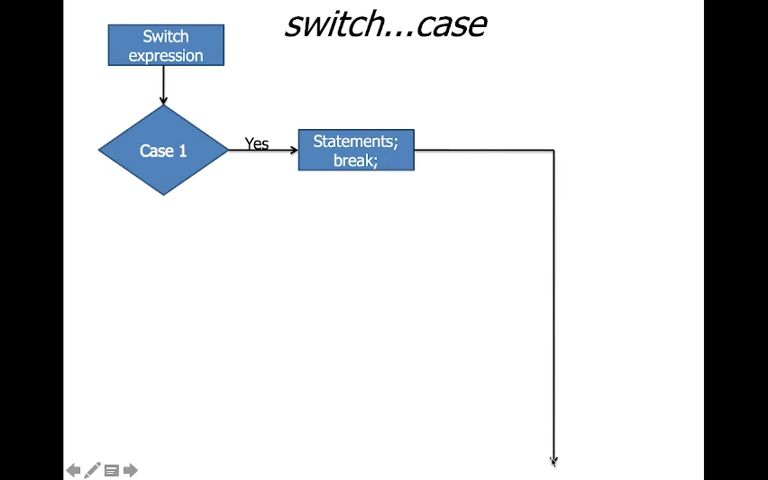 switch...case
Switch
expression
Case 1
Yes
Statements;
break;